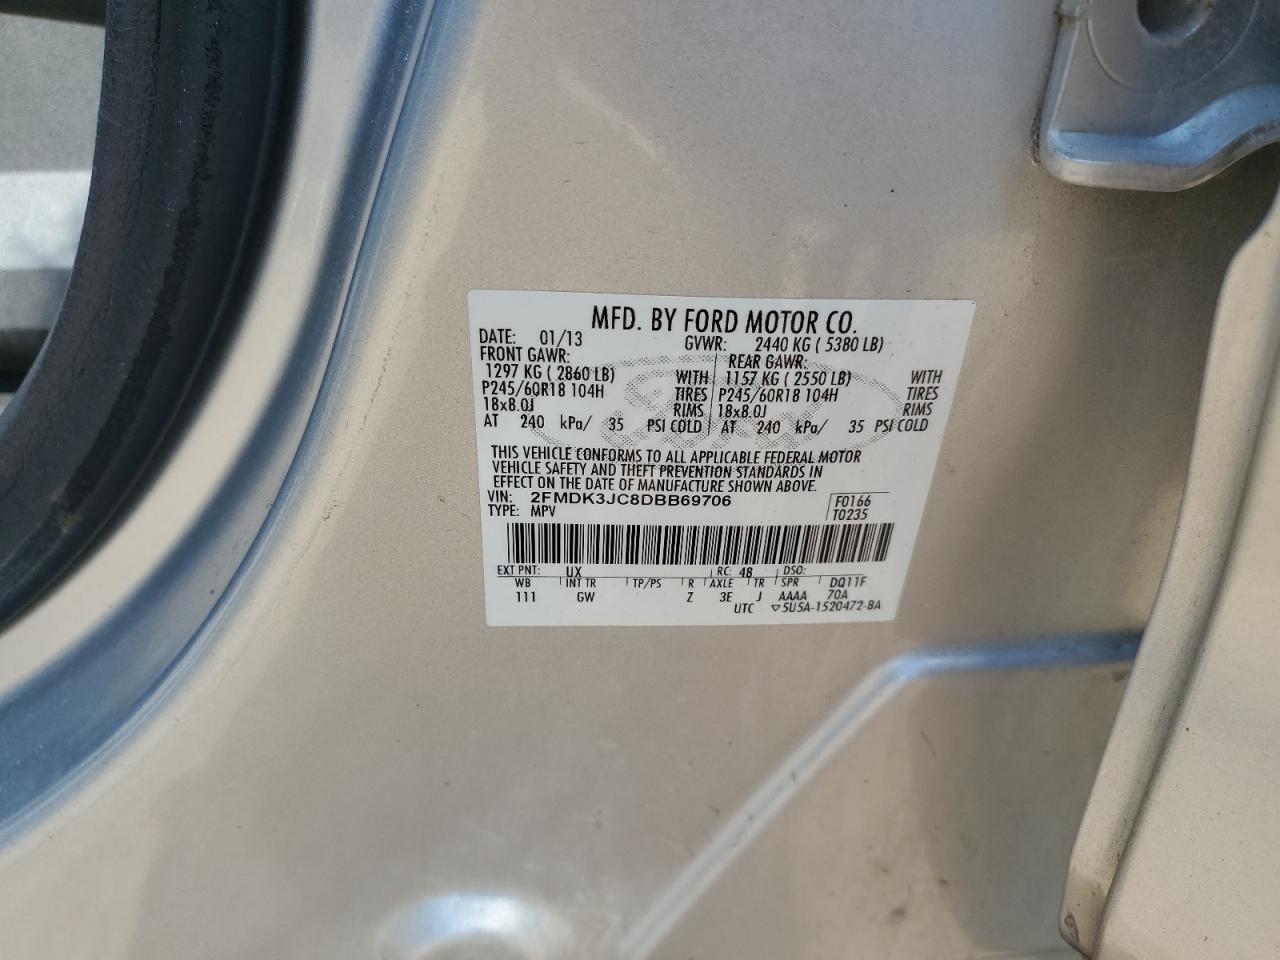 MFD. BY FORD MOTOR CO.
DATE: 01/13 GVWR: 2440 KG ( 5380 LB)
FRONT GAWR: REAR GAWR:
1297 KG ( 2860 LB) WITH 1157 KG ( 2550 LB) WITH
P245/60R18 104H TIRES P245/60R18 104H TIRES
18x8.0J RIMS 18x8.0J RIMS
AT 240 kPa/ 35 PSI COLD AT 240 kPa/ 35 PSI COLD
THIS VEHICLE CONFORMS TO ALL APPLICABLE FEDERAL MOTOR
VEHICLE SAFETY AND THEFT PREVENTION STANDARDS IN
EFFECT ON THE DATE OF MANUFACTURE SHOWN ABOVE.
VIN: 2FMDK3JC8DBB69706 F0166
TYPE: MPV T0235
EXT PNT: UX RC: 48 DSO:
WB INT TR TP/PS R AXLE TR SPR DQ11F
111 GW Z 3E J AAAA 70A
UTC ▽5U5A-1520472-BA